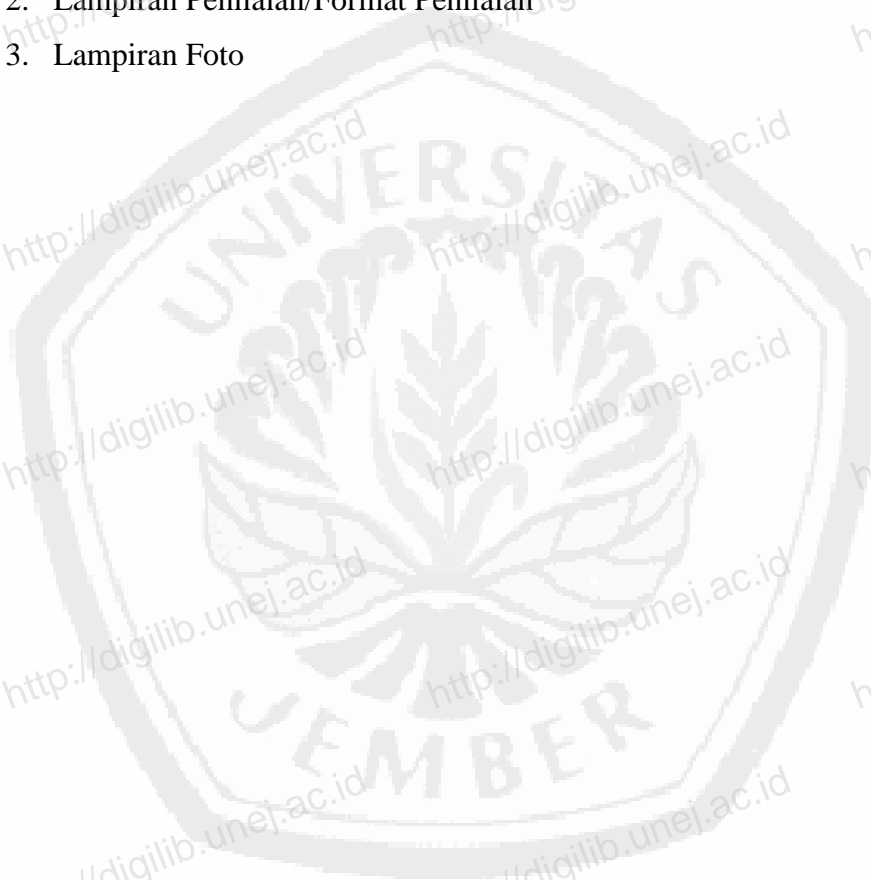 2. Lampiran Penilaian/Format Penilaian
3. Lampiran Foto
http://digilib.unej.ac.id
http://digilib.unej.ac.id
UNIVERSITAS
http://digilib.unej.ac.id
http://digilib.unej.ac.id
http://digilib.unej.ac.id
http://digilib.unej.ac.id
JEMBER
//digilib.unej.ac.id
//digilib.unej.ac.id